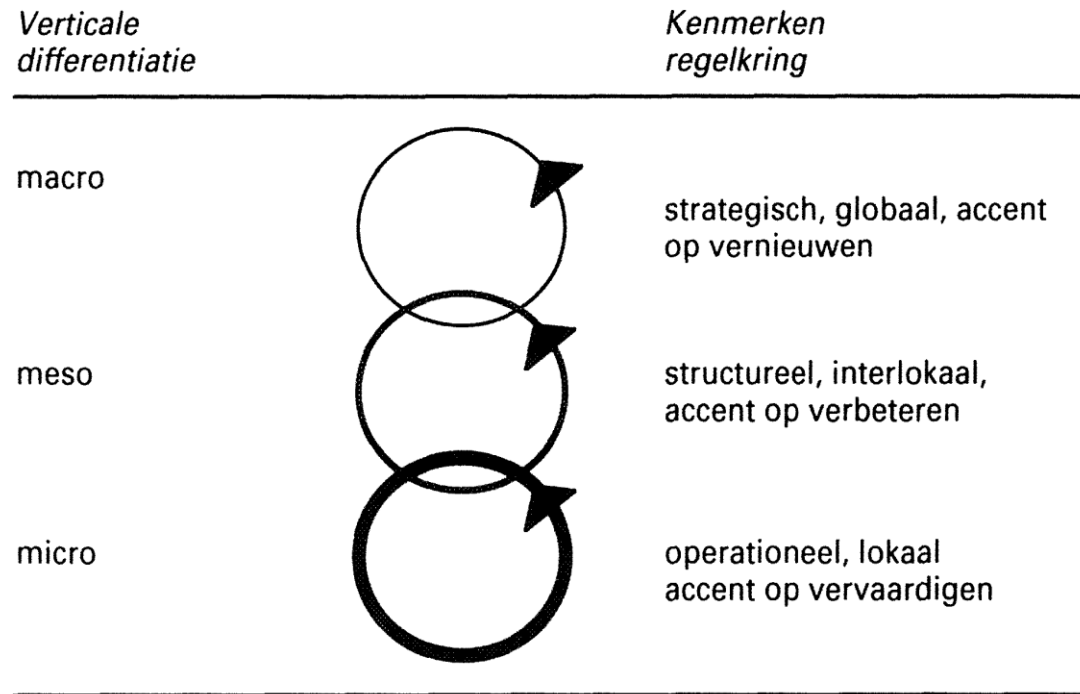 Verticale
differentiatie
Kenmerken
regelkring
macro
strategisch, globaal, accent
op vernieuwen
meso
structureel, interlokaal,
accent op verbeteren
micro
operationeel, lokaal
accent op vervaardigen